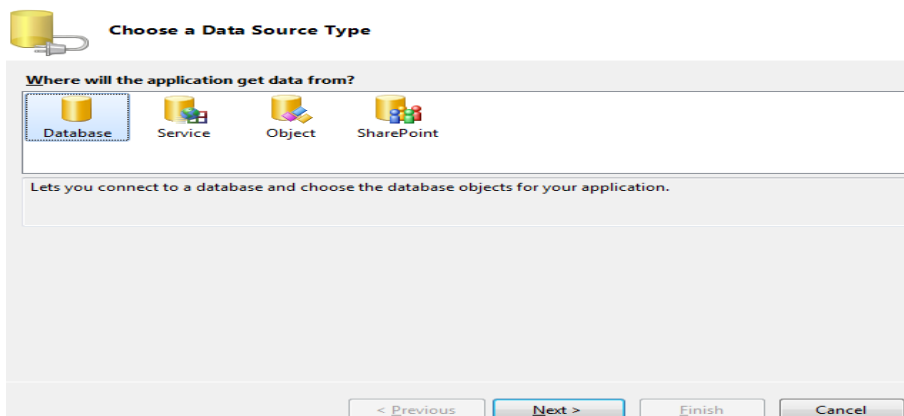 Choose a Data Source Type
Where will the application get data from?
Database Service Object SharePoint
Lets you connect to a database and choose the database objects for your application.
< Previous Next > Finish Cancel